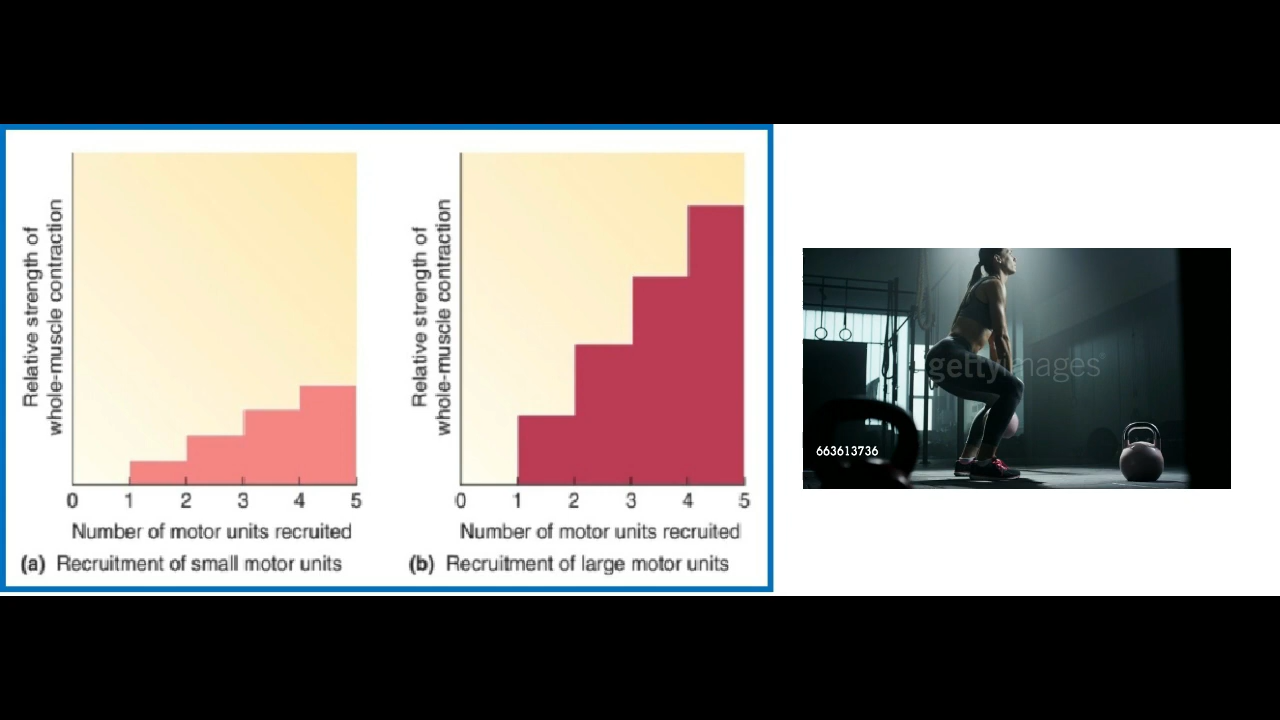 Relative strength of
whole-muscle contraction
0 1 2 3 4 5
Number of motor units recruited
(a) Recruitment of small motor units
Relative strength of
whole-muscle contraction
0 1 2 3 4 5
Number of motor units recruited
(b) Recruitment of large motor units
gettyimages
663613736